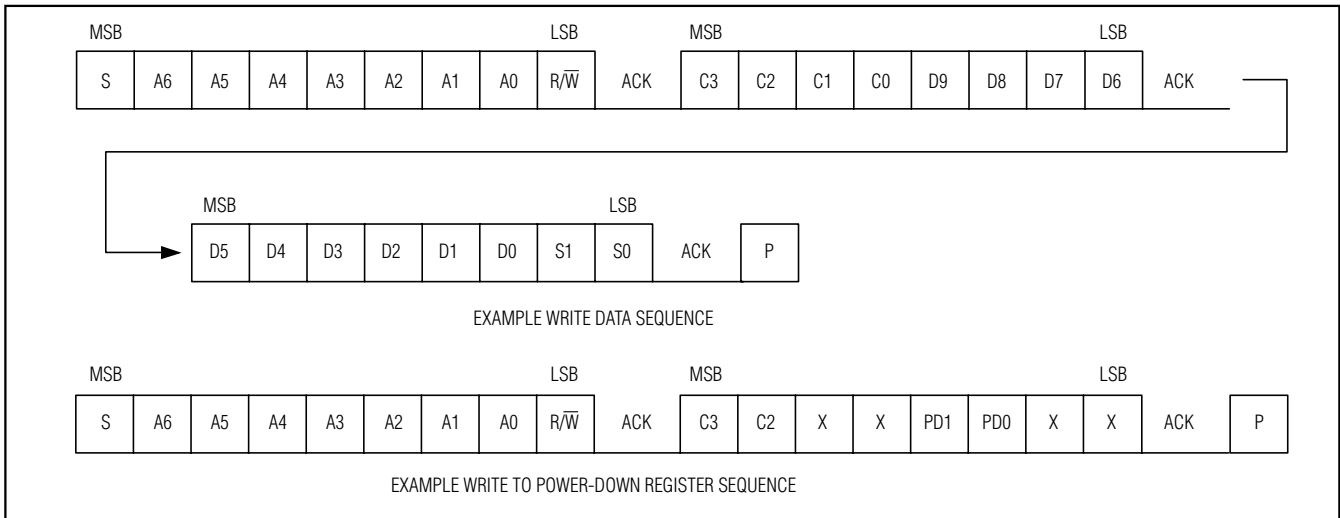 MSB LSB MSB LSB
S A6 A5 A4 A3 A2 A1 A0 R/W̅ ACK C3 C2 C1 C0 D9 D8 D7 D6 ACK
MSB LSB
D5 D4 D3 D2 D1 D0 S1 S0 ACK P
EXAMPLE WRITE DATA SEQUENCE
MSB LSB MSB LSB
S A6 A5 A4 A3 A2 A1 A0 R/W̅ ACK C3 C2 X X PD1 PD0 X X ACK P
EXAMPLE WRITE TO POWER-DOWN REGISTER SEQUENCE